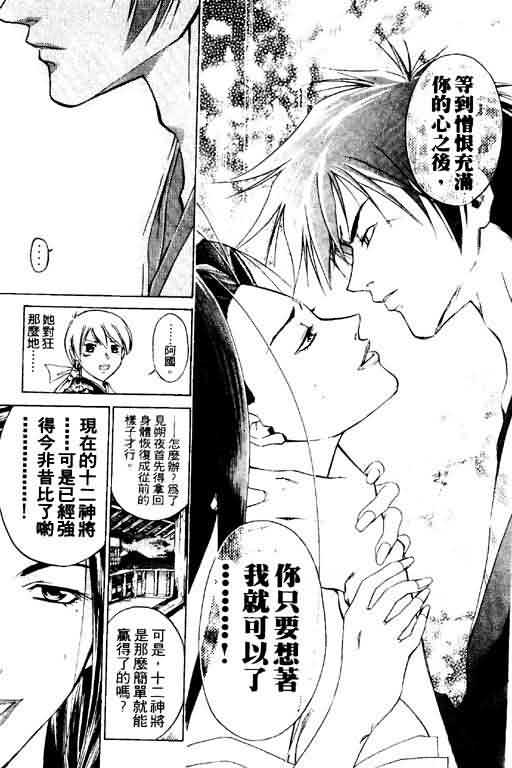 等到憎恨充滿
你的心之後，
你只要想著
我就可以了
………！
……
……阿國。
她對狂
那麼地……
——怎麼辦？為了
見朔夜首先得拿回
身體恢復成從前的
樣子才行。
可是，十二神將
是那麼簡單就能
贏得了的嗎？
現在的十二神將
……可是已經強
得今非昔比了喲
………！